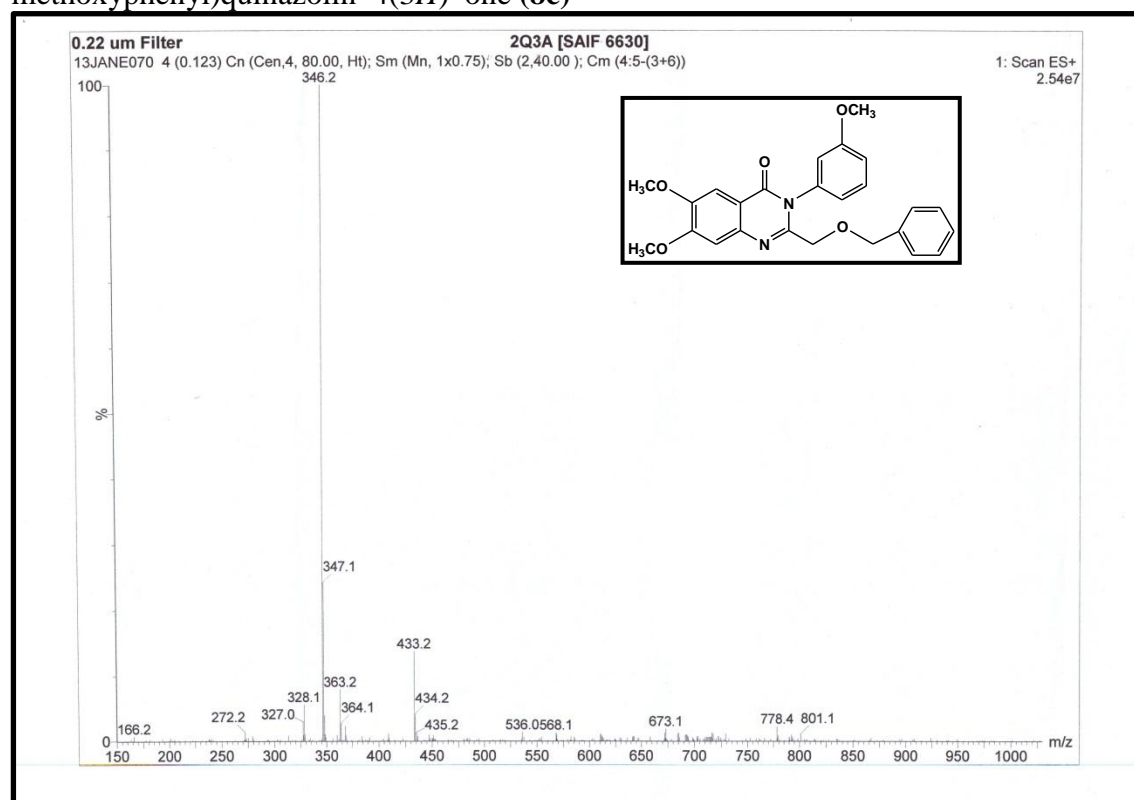 methoxyphenyl)quinazolin-4(3H)-one (8c)
0.22 um Filter
2Q3A [SAIF 6630]
13JANE070 4 (0.123) Cn (Cen,4, 80.00, Ht); Sm (Mn, 1x0.75); Sb (2,40.00 ); Cm (4:5-(3+6))
1: Scan ES+
346.2
2.54e7
100
OCH3
O
H3CO
N
O
N
H3CO
%
347.1
433.2
363.2
328.1
434.2
364.1
327.0
272.2
435.2
536.0
568.1
673.1
778.4
801.1
166.2
0
m/z
150 200 250 300 350 400 450 500 550 600 650 700 750 800 850 900 950 1000